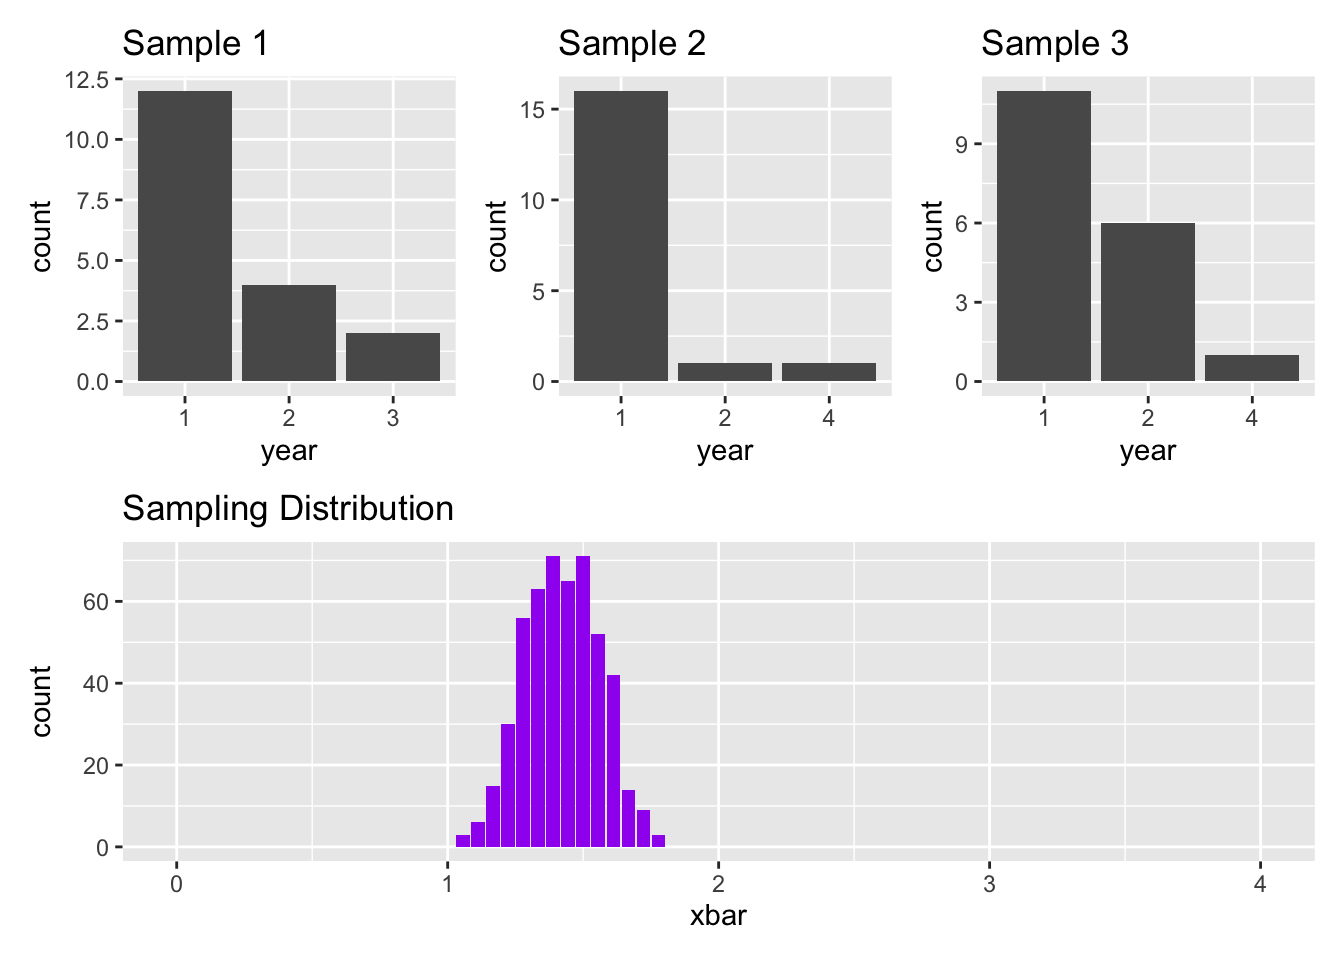 Sample 1
12.5
10.0
7.5
5.0
2.5
0.0
count
1 2 3
year
Sample 2
15
10
5
0
count
1 2 4
year
Sample 3
9
6
3
0
count
1 2 4
year
Sampling Distribution
60
40
20
0
count
0 1 2 3 4
xbar